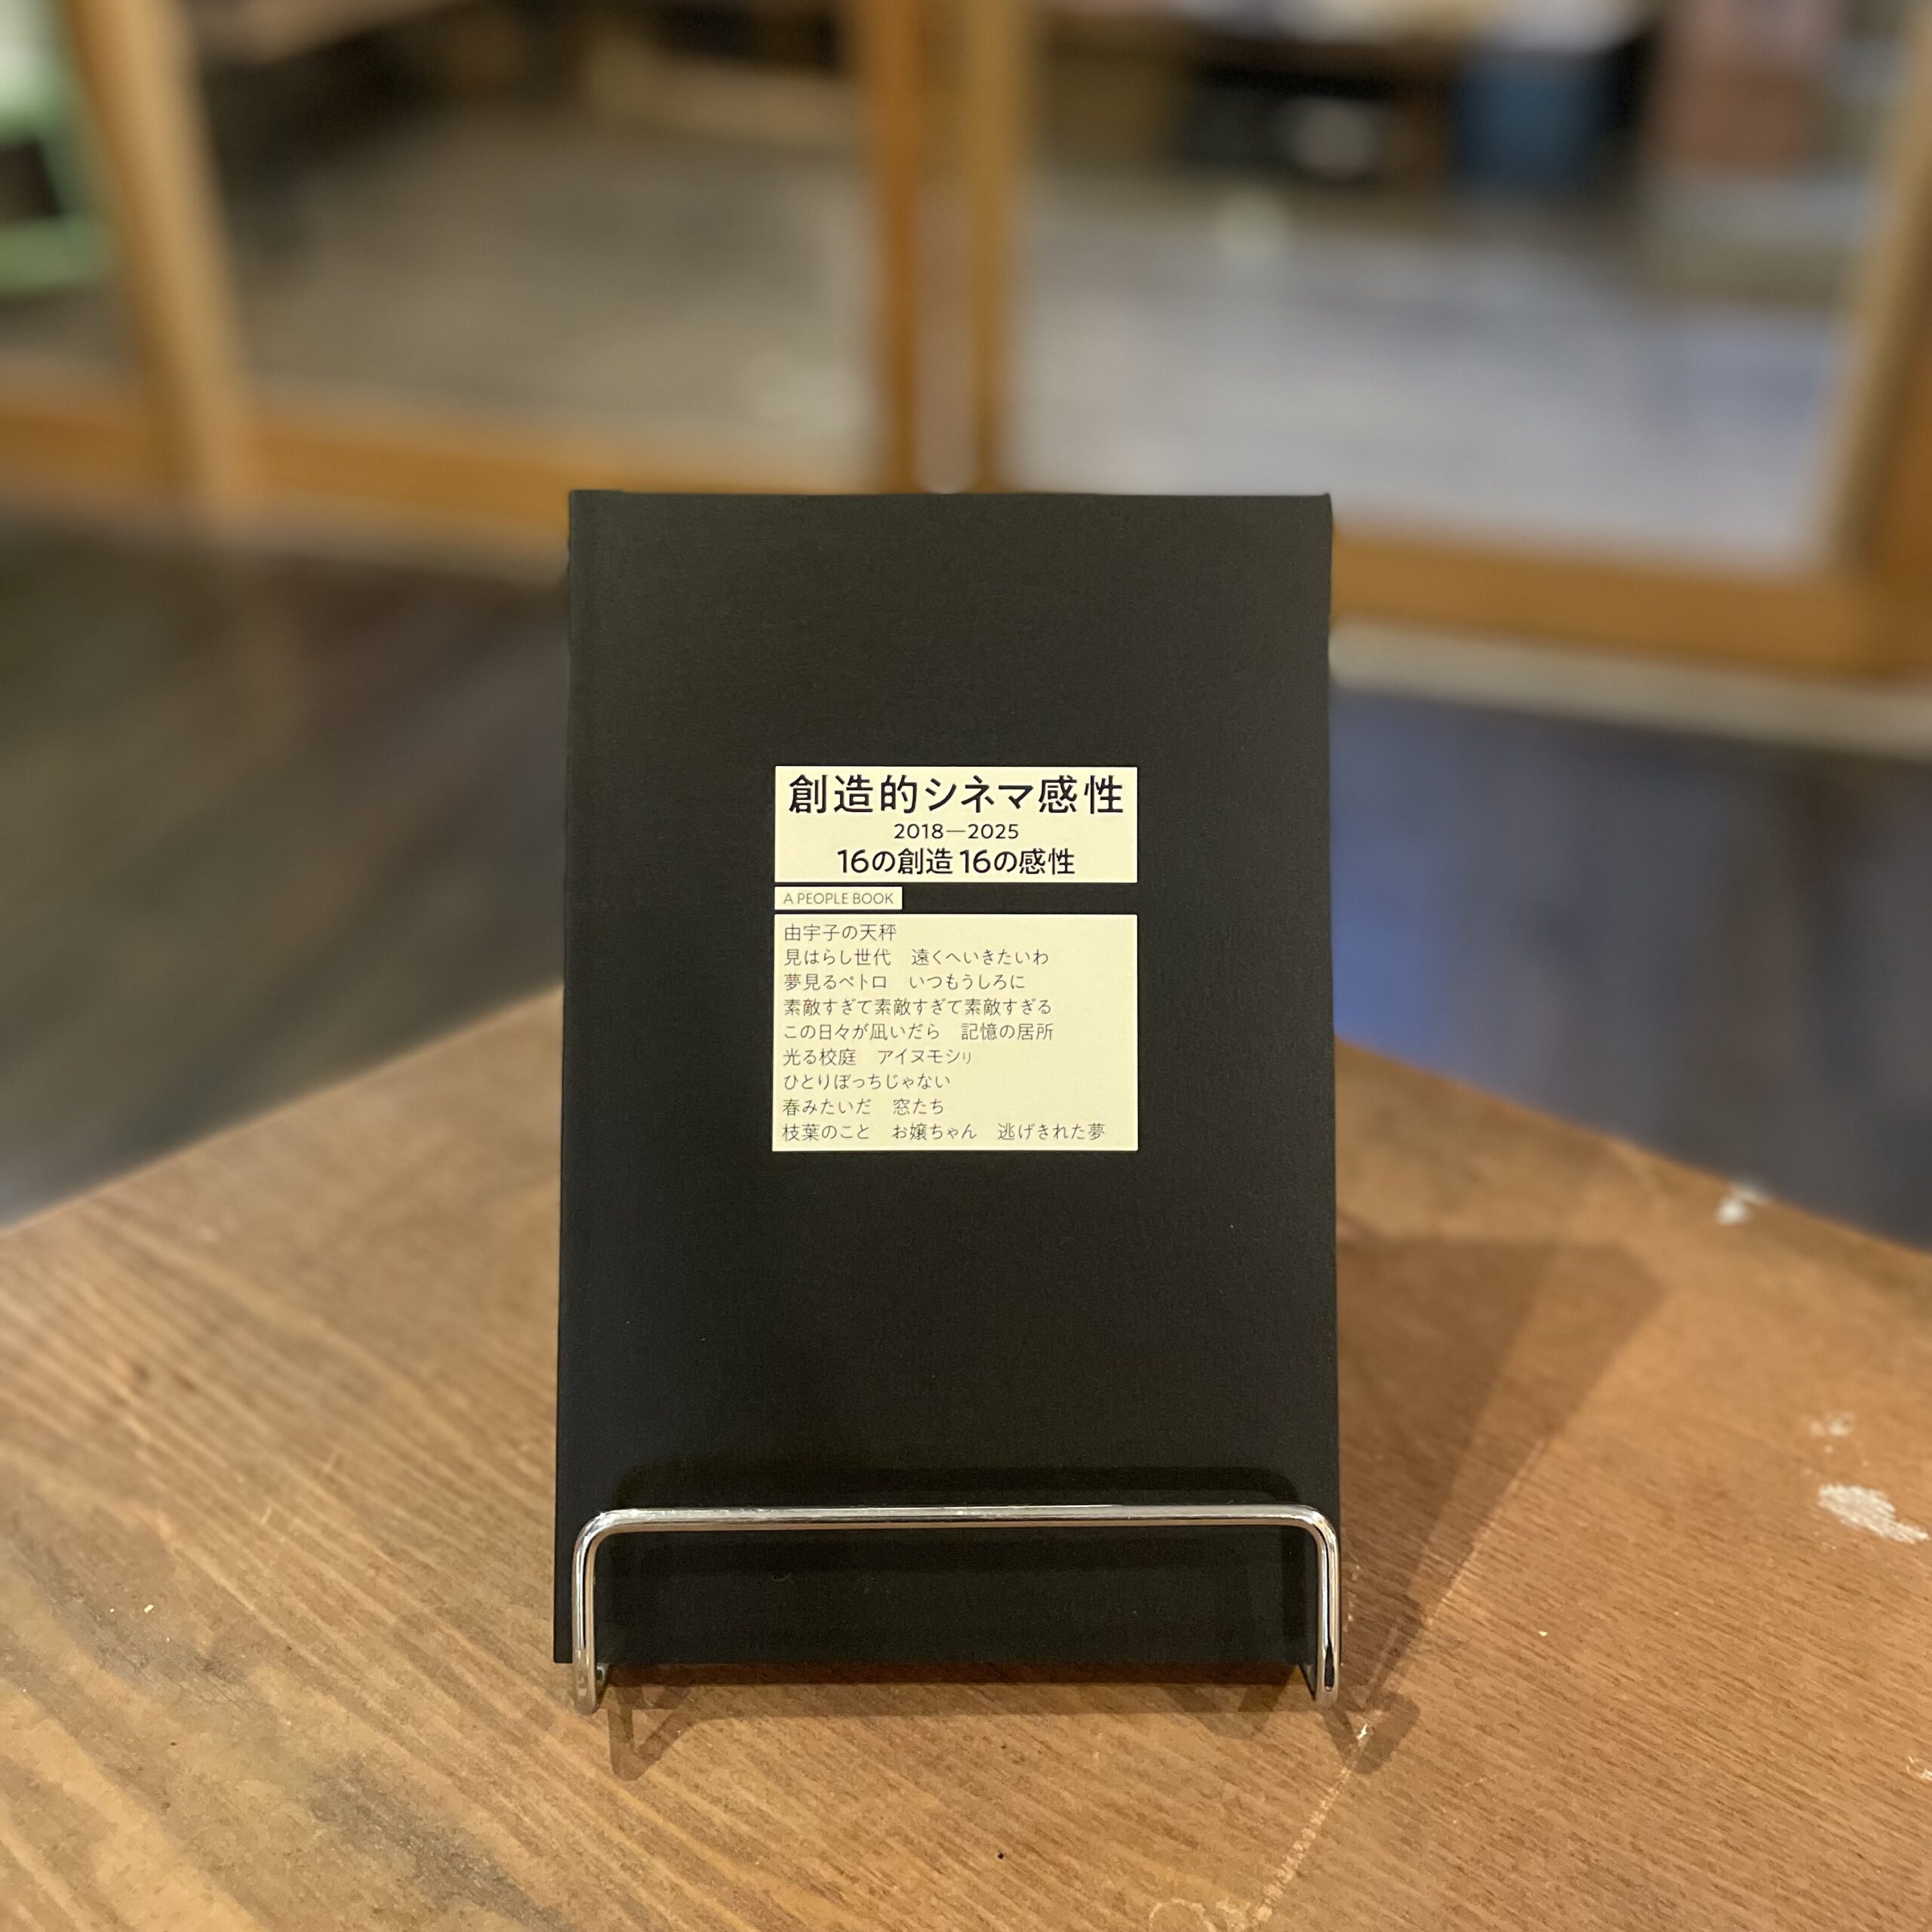 創造的シネマ感性
2018—2025
16の創造 16の感性
A PEOPLE BOOK
由宇子の天秤
見はらし世代　遠くへいきたいわ
夢見るペトロ　いつもうしろに
素敵すぎて素敵すぎて素敵すぎる
この日々が凪いだら　記憶の居所
光る校庭　アイヌモシㇼ
ひとりぼっちじゃない
春みたいだ　窓たち
枝葉のこと　お嬢ちゃん　逃げきれた夢